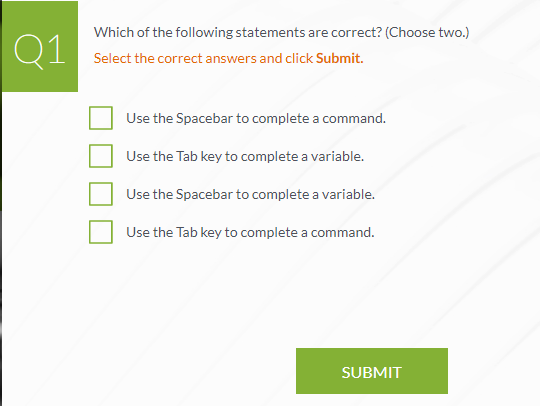 Q1
Which of the following statements are correct? (Choose two.)
Select the correct answers and click Submit.
Use the Spacebar to complete a command.
Use the Tab key to complete a variable.
Use the Spacebar to complete a variable.
Use the Tab key to complete a command.
SUBMIT